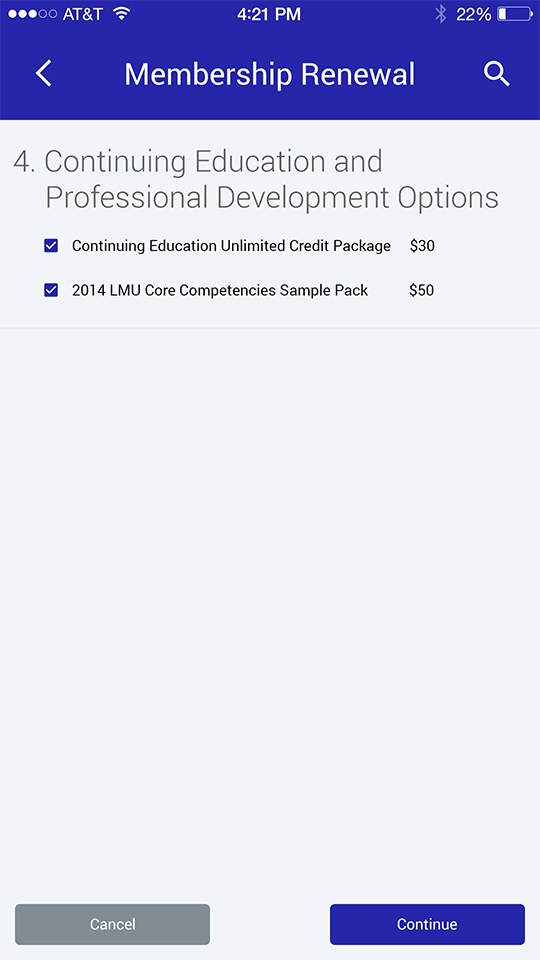 AT&T 4:21 PM 22%
Membership Renewal
4. Continuing Education and
Professional Development Options
Continuing Education Unlimited Credit Package $30
2014 LMU Core Competencies Sample Pack $50
Cancel Continue